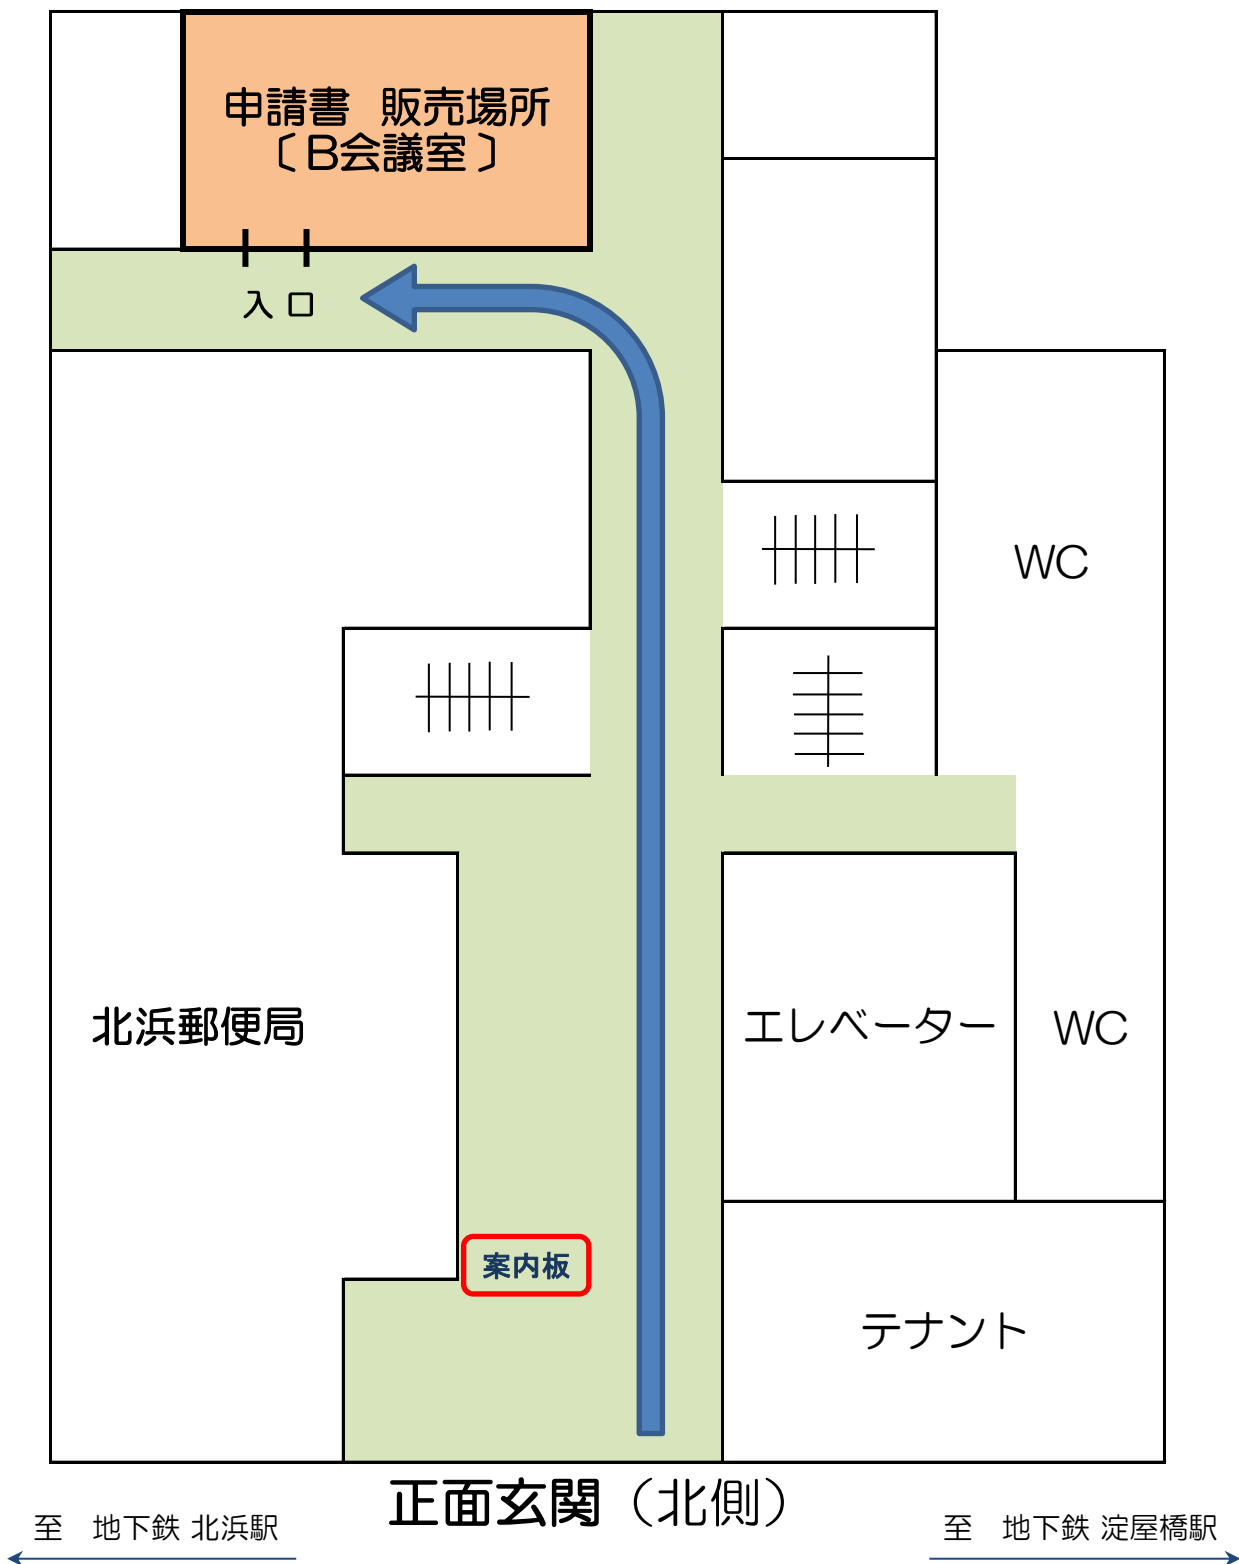 申請書　販売場所
〔 B会議室 〕
入 口
WC
北浜郵便局
エレベーター
WC
案内板
テナント
正面玄関（北側）
至　地下鉄 北浜駅
至　地下鉄 淀屋橋駅